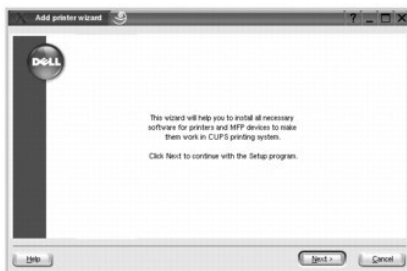 Add printer wizard
DELL
This wizard will help you to install all necessary
software for printers and MFP devices to make
them work in CUPS printing system.
Click Next to continue with the Setup program.
Help
Next >
Cancel